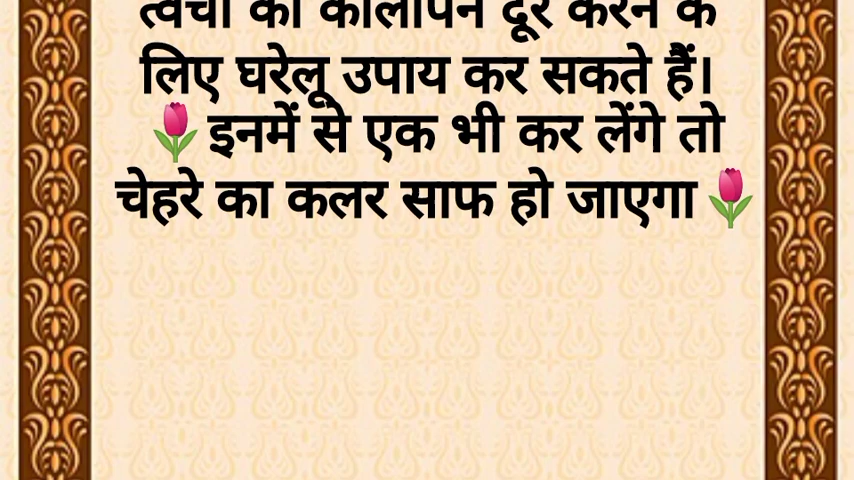 त्वचा का कालापन दूर करने के
लिए घरेलू उपाय कर सकते हैं।
🌷इनमें से एक भी कर लेंगे तो
चेहरे का कलर साफ हो जाएगा🌷